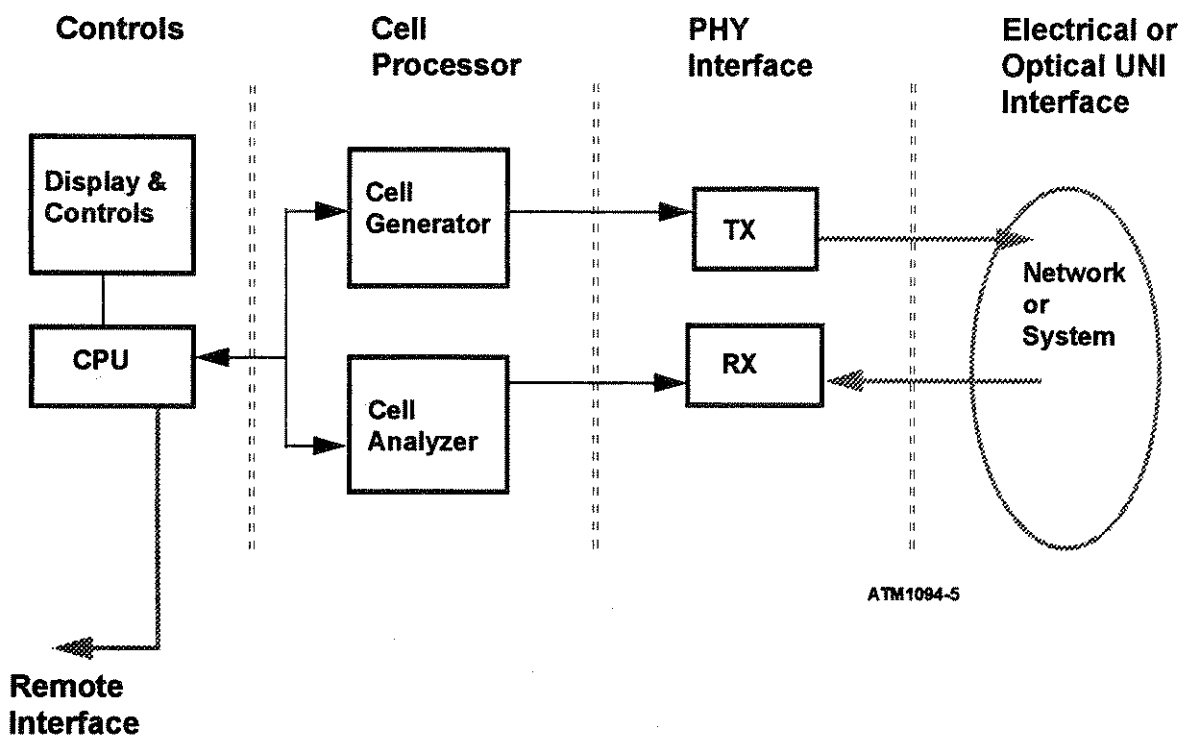 Controls
Cell
Processor
PHY
Interface
Electrical or
Optical UNI
Interface
Display &
Controls
CPU
Cell
Generator
Cell
Analyzer
TX
RX
Network
or
System
ATM1094-5
Remote
Interface